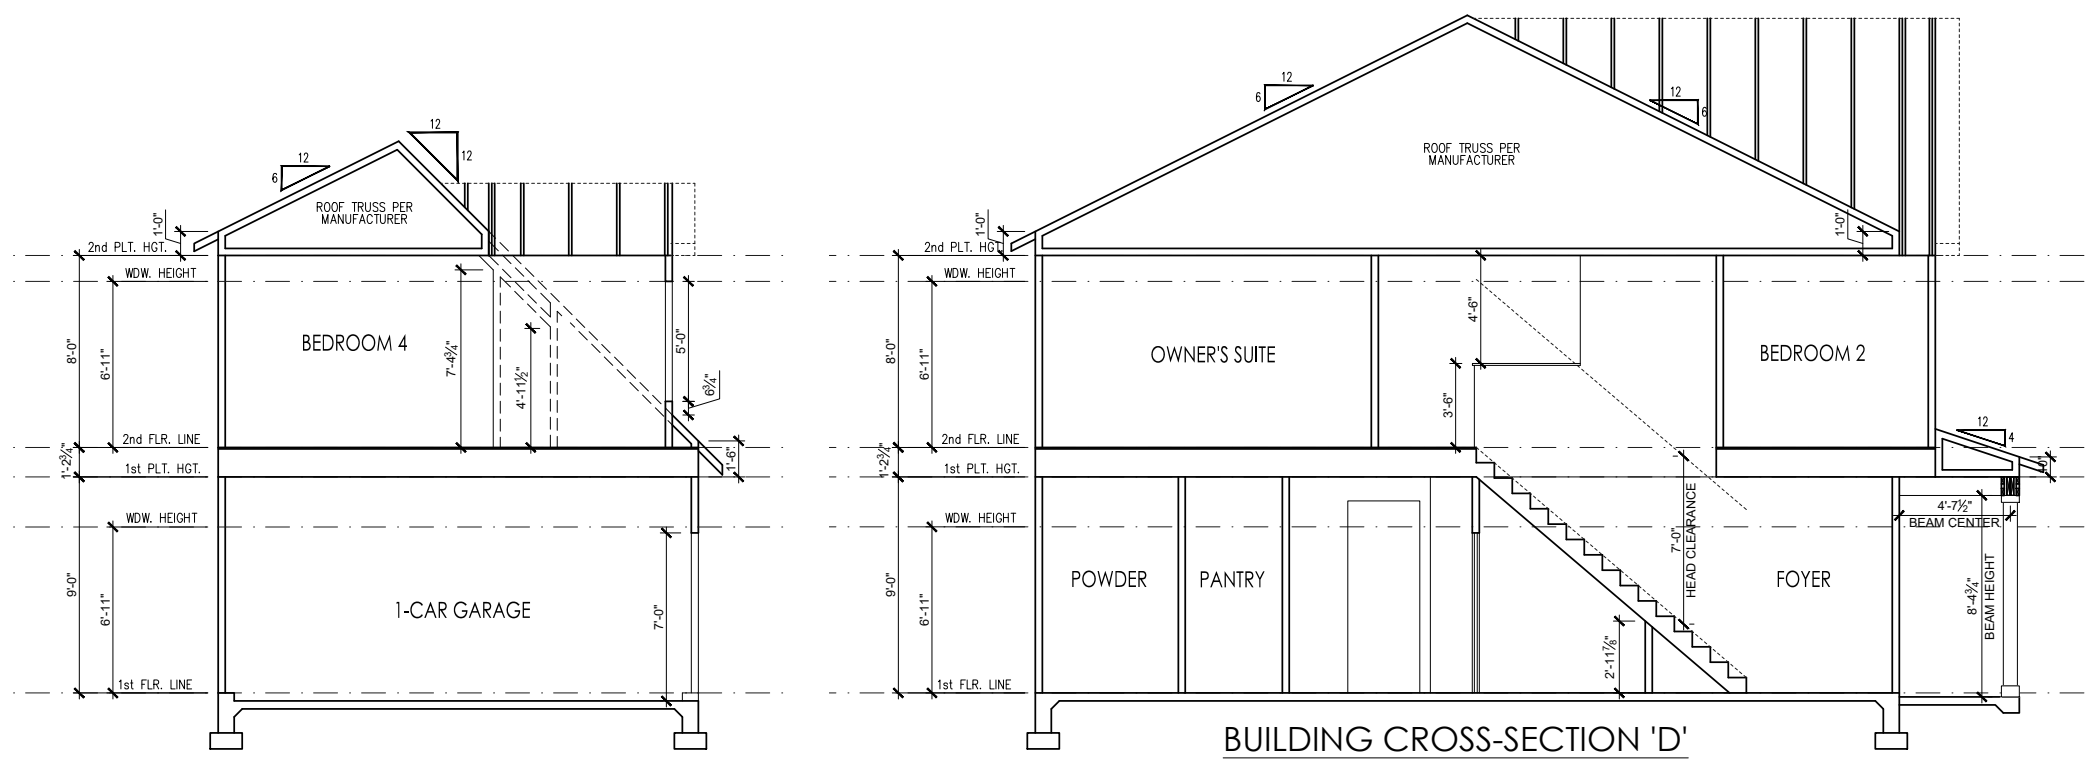 12
12
12
6
ROOF TRUSS PER
MANUFACTURER
1'-0"
2nd PLT. HGT.
WDW. HEIGHT
BEDROOM 4
8'-0"
6'-11"
7'-4¾"
4'-11½"
5'-0"
6¾"
2nd FLR. LINE
1'-2¾"
1st PLT. HGT.
1'-6"
WDW. HEIGHT
9'-0"
6'-11"
1-CAR GARAGE
7'-0"
1st FLR. LINE
12
6
12
6
ROOF TRUSS PER
MANUFACTURER
1'-0"
1'-0"
2nd PLT. HGT
WDW. HEIGHT
8'-0"
6'-11"
OWNER'S SUITE
4'-6"
3'-6"
BEDROOM 2
12
4
2nd FLR. LINE
1'-2¾"
1st PLT. HGT.
WDW. HEIGHT
4'-7½"
BEAM CENTER
9'-0"
6'-11"
POWDER
PANTRY
7'-0"
HEAD CLEARANCE
FOYER
8'-4¾"
BEAM HEIGHT
2'-11⅞"
1st FLR. LINE
BUILDING CROSS-SECTION 'D'